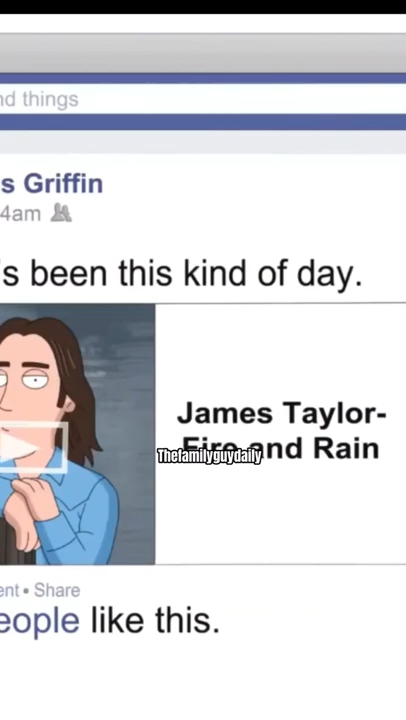 nd things
s Griffin
4am
's been this kind of day.
James Taylor-
Fire and Rain
Thefamilyguydaily
ent • Share
eople like this.